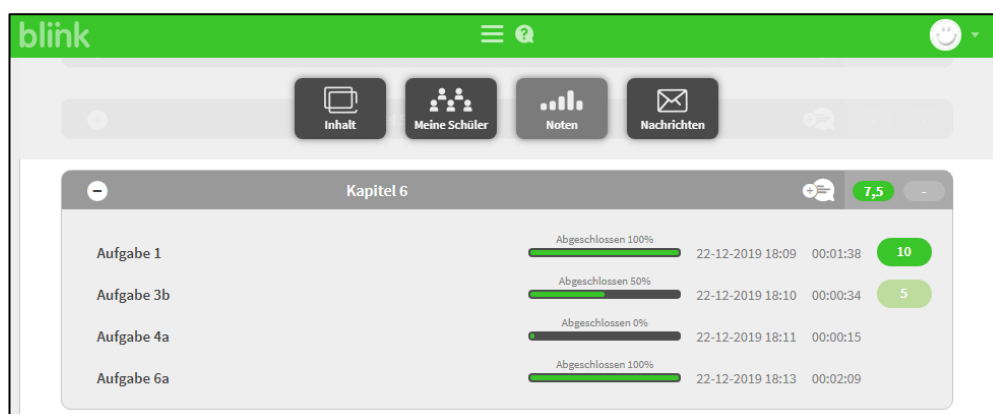 blink
Inhalt
Meine Schüler
Noten
Nachrichten
Kapitel 6
7,5
-
Aufgabe 1
Abgeschlossen 100%
22-12-2019 18:09
00:01:38
10
Aufgabe 3b
Abgeschlossen 50%
22-12-2019 18:10
00:00:34
5
Aufgabe 4a
Abgeschlossen 0%
22-12-2019 18:11
00:00:15
Aufgabe 6a
Abgeschlossen 100%
22-12-2019 18:13
00:02:09